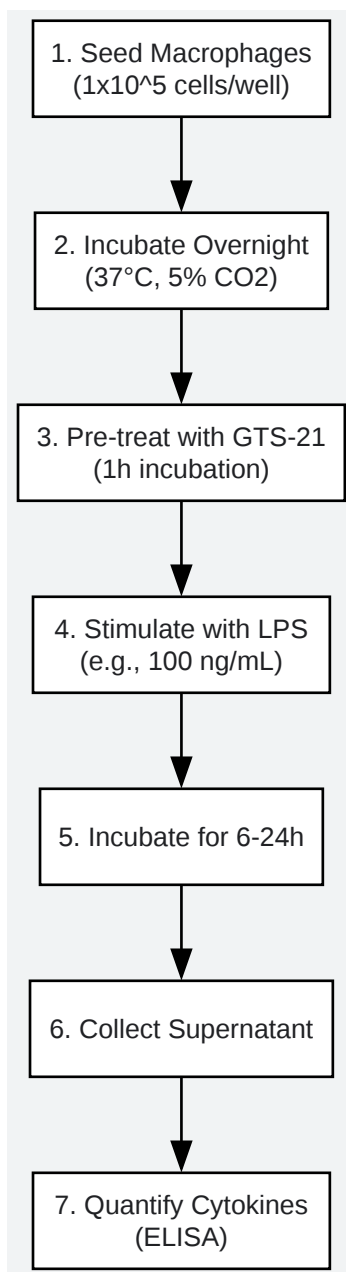 1. Seed Macrophages
(1x10^5 cells/well)
2. Incubate Overnight
(37°C, 5% CO2)
3. Pre-treat with GTS-21
(1h incubation)
4. Stimulate with LPS
(e.g., 100 ng/mL)
5. Incubate for 6-24h
6. Collect Supernatant
7. Quantify Cytokines
(ELISA)